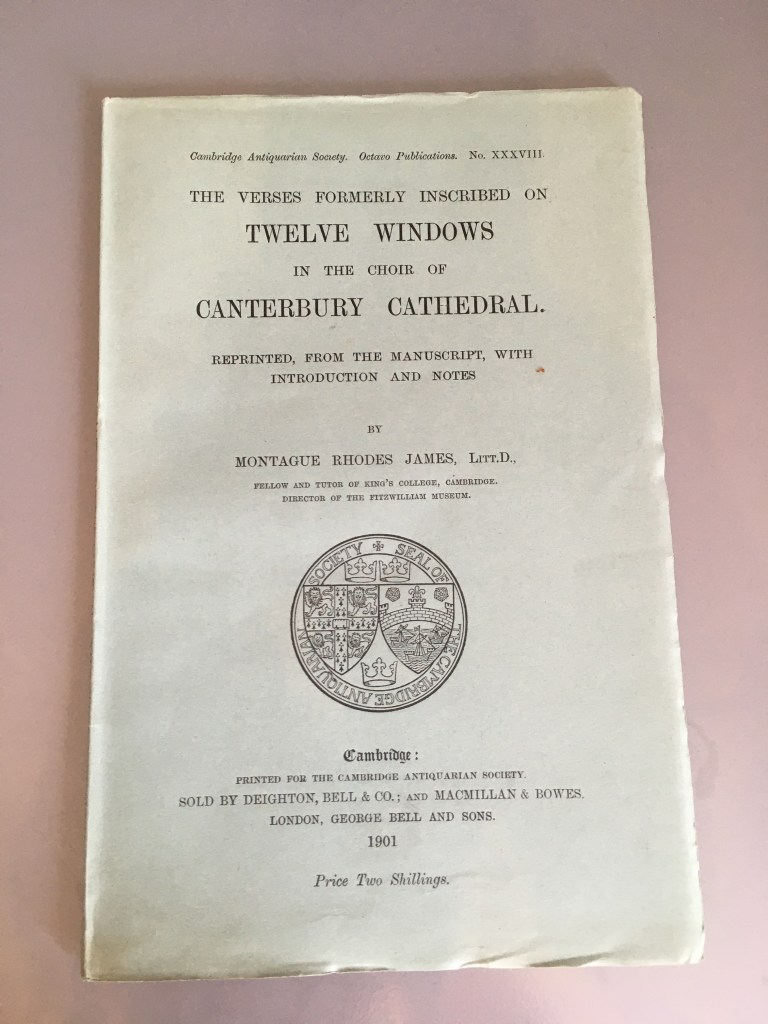 Cambridge Antiquarian Society. Octavo Publications. No. XXXVIII.
THE VERSES FORMERLY INSCRIBED ON
TWELVE WINDOWS
IN THE CHOIR OF
CANTERBURY CATHEDRAL.
REPRINTED, FROM THE MANUSCRIPT, WITH
INTRODUCTION AND NOTES
BY
MONTAGUE RHODES JAMES, LITT.D.,
FELLOW AND TUTOR OF KING'S COLLEGE, CAMBRIDGE.
DIRECTOR OF THE FITZWILLIAM MUSEUM.
SEAL OF THE CAMBRIDGE ANTIQUARIAN SOCIETY
Cambridge:
PRINTED FOR THE CAMBRIDGE ANTIQUARIAN SOCIETY.
SOLD BY DEIGHTON, BELL & CO.; AND MACMILLAN & BOWES.
LONDON, GEORGE BELL AND SONS.
1901
Price Two Shillings.